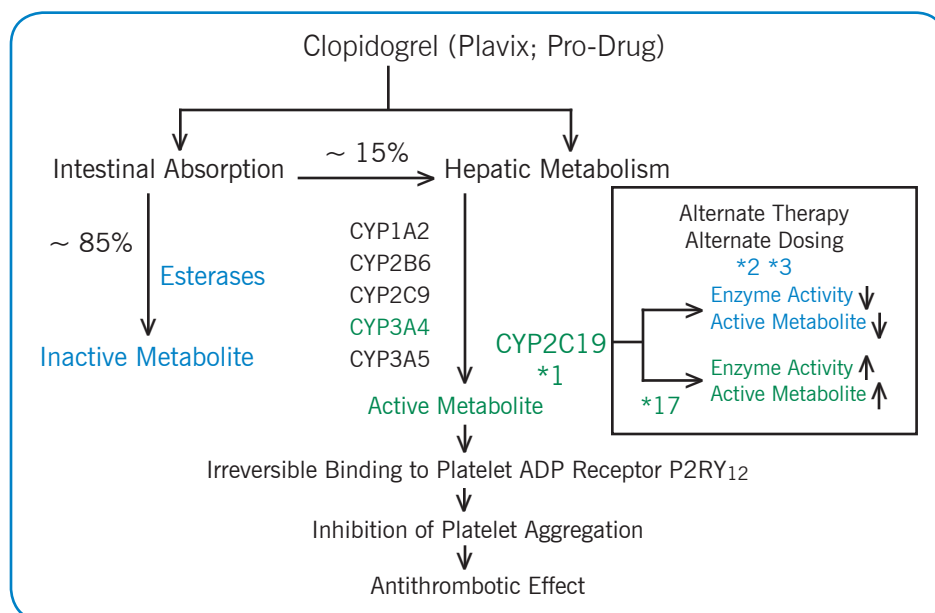 Clopidogrel (Plavix; Pro-Drug)
Intestinal Absorption
~ 15%
Hepatic Metabolism
~ 85%
Esterases
Inactive Metabolite
CYP1A2
CYP2B6
CYP2C9
CYP3A4
CYP3A5
CYP2C19
*1
Alternate Therapy
Alternate Dosing
*2 *3
Enzyme Activity ↓
Active Metabolite ↓
Enzyme Activity ↑
Active Metabolite ↑
*17
Active Metabolite
Irreversible Binding to Platelet ADP Receptor P2RY₁₂
Inhibition of Platelet Aggregation
Antithrombotic Effect